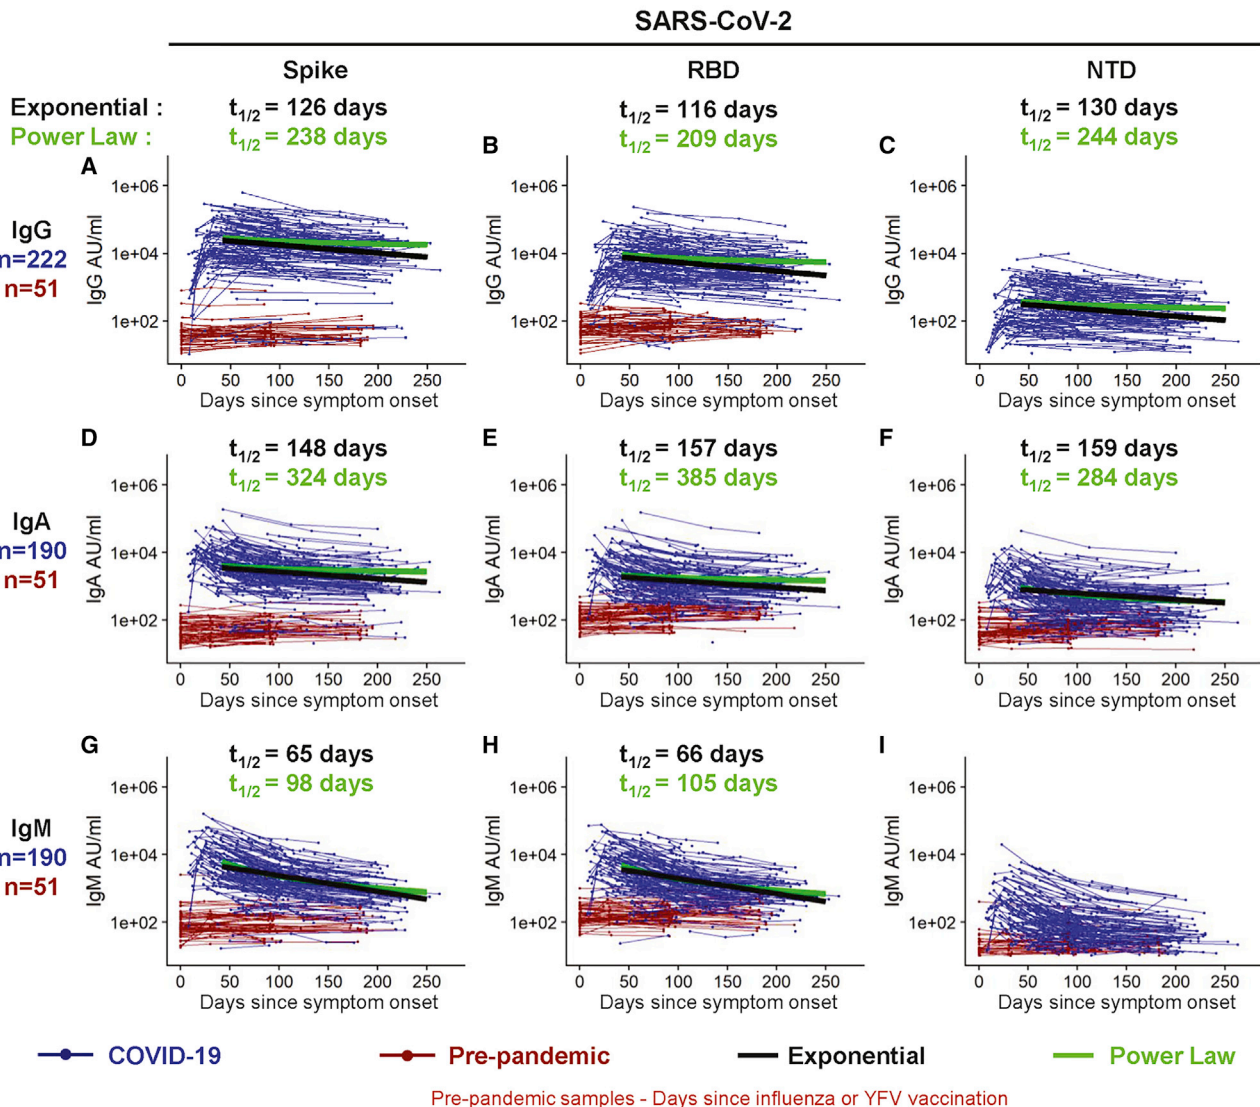 SARS-CoV-2
Spike RBD NTD
Exponential : t1/2 = 126 days t1/2 = 116 days t1/2 = 130 days
Power Law : t1/2 = 238 days t1/2 = 209 days t1/2 = 244 days
A B C
IgG
n=222
n=51
IgG AU/ml
1e+06
1e+04
1e+02
0 50 100 150 200 250
Days since symptom onset
IgG AU/ml
1e+06
1e+04
1e+02
0 50 100 150 200 250
Days since symptom onset
IgG AU/ml
1e+06
1e+04
1e+02
0 50 100 150 200 250
Days since symptom onset
D E F
t1/2 = 148 days t1/2 = 157 days t1/2 = 159 days
t1/2 = 324 days t1/2 = 385 days t1/2 = 284 days
IgA
n=190
n=51
IgA AU/ml
1e+06
1e+04
1e+02
0 50 100 150 200 250
Days since symptom onset
IgA AU/ml
1e+06
1e+04
1e+02
0 50 100 150 200 250
Days since symptom onset
IgA AU/ml
1e+06
1e+04
1e+02
0 50 100 150 200 250
Days since symptom onset
G H I
t1/2 = 65 days t1/2 = 66 days
t1/2 = 98 days t1/2 = 105 days
IgM
n=190
n=51
IgM AU/ml
1e+06
1e+04
1e+02
0 50 100 150 200 250
Days since symptom onset
IgM AU/ml
1e+06
1e+04
1e+02
0 50 100 150 200 250
Days since symptom onset
IgM AU/ml
1e+06
1e+04
1e+02
0 50 100 150 200 250
Days since symptom onset
COVID-19 Pre-pandemic Exponential Power Law
Pre-pandemic samples - Days since influenza or YFV vaccination